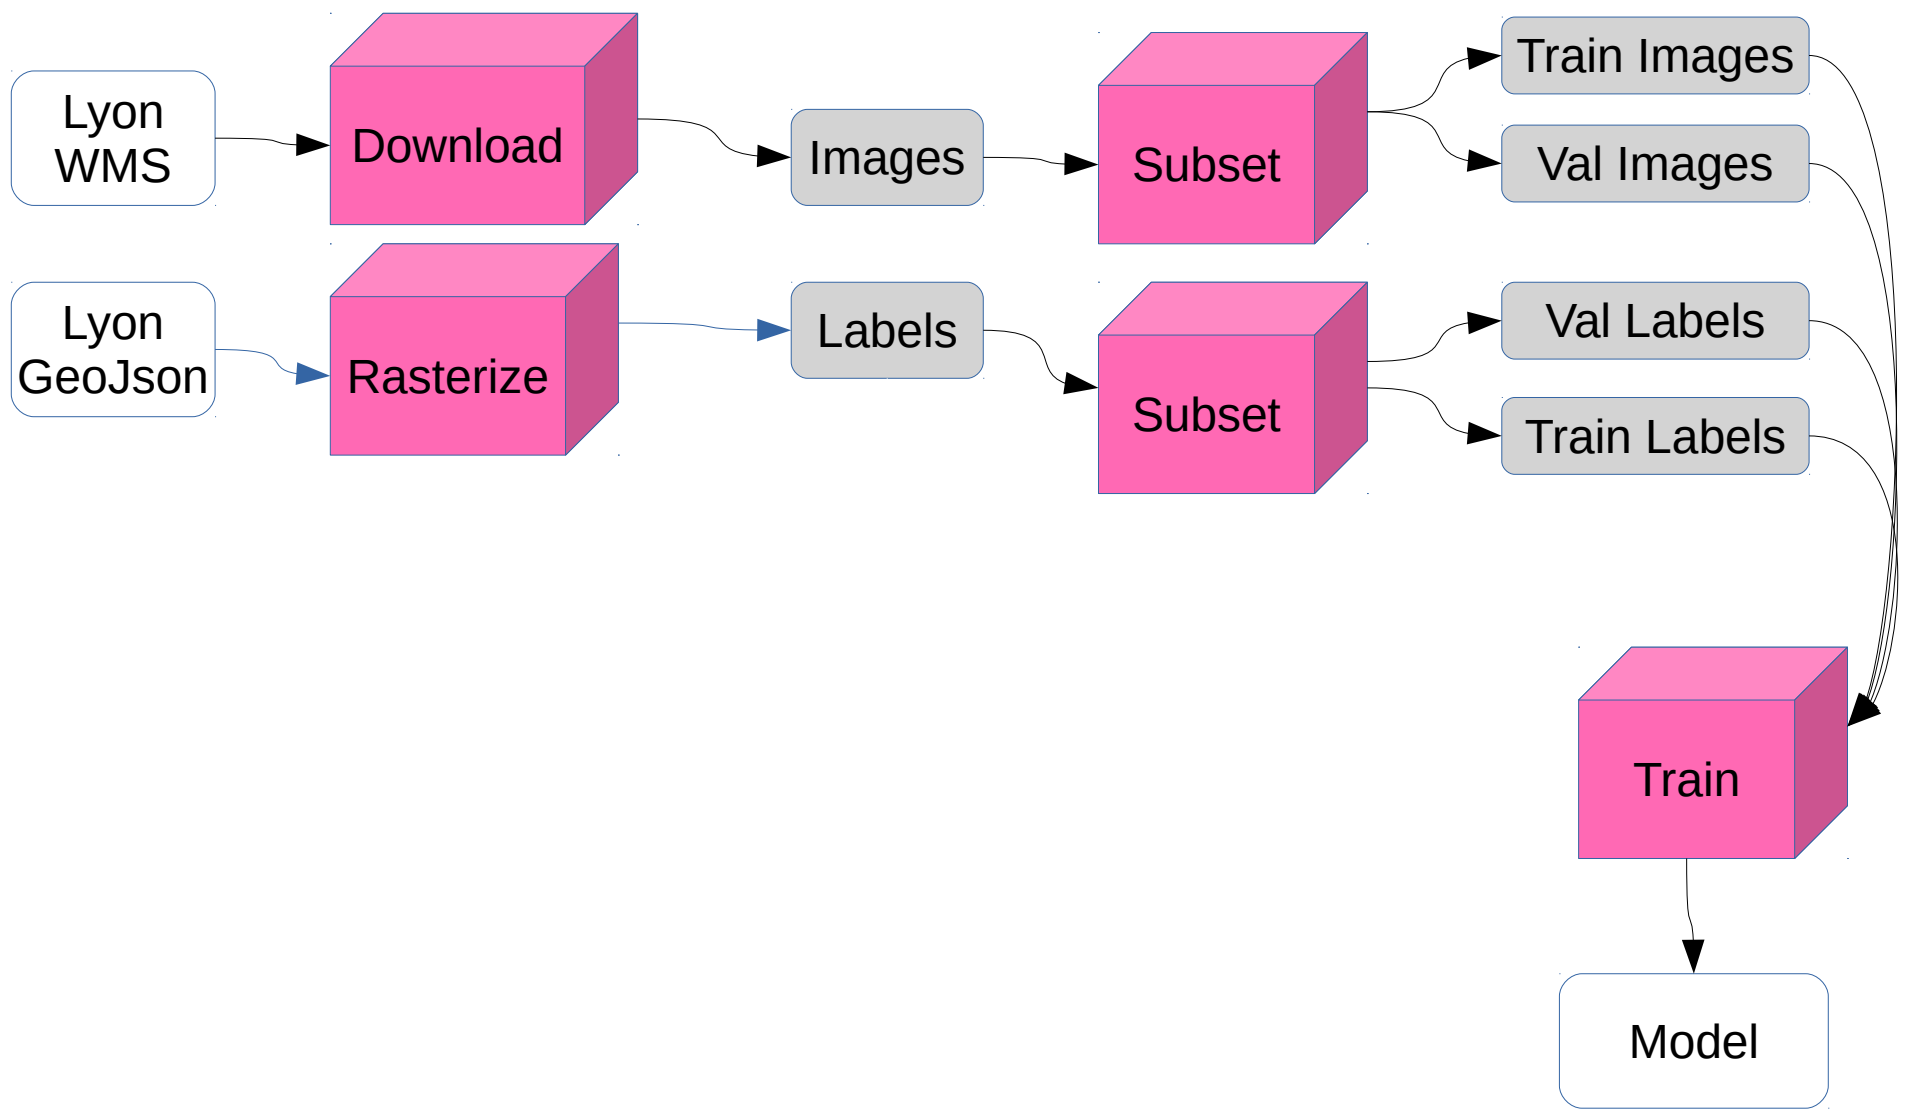 Lyon
WMS
Download
Images
Subset
Train Images
Val Images
Lyon
GeoJson
Rasterize
Labels
Subset
Val Labels
Train Labels
Train
Model